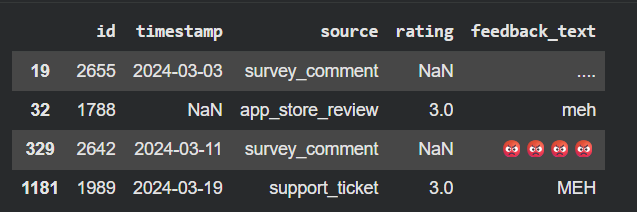 id timestamp source rating feedback_text
19 2655 2024-03-03 survey_comment NaN ....
32 1788 NaN app_store_review 3.0 meh
329 2642 2024-03-11 survey_comment NaN 😡 😡 😡 😡
1181 1989 2024-03-19 support_ticket 3.0 MEH